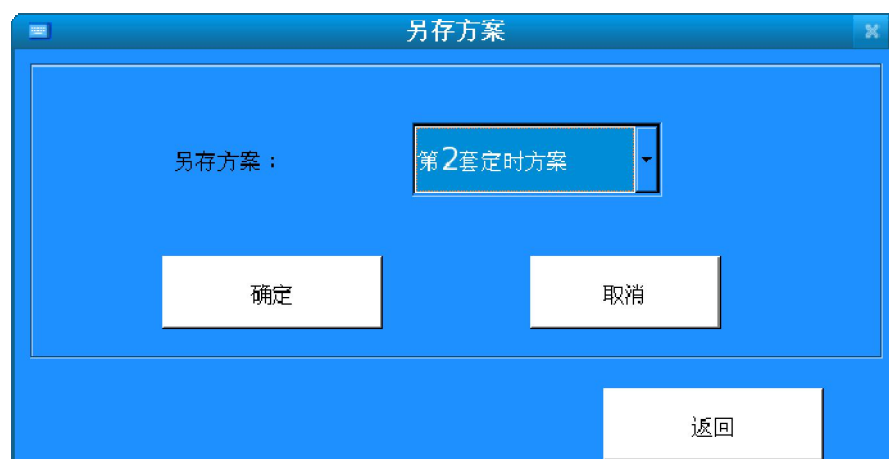 另存方案
另存方案：
第2套定时方案
确定
取消
返回